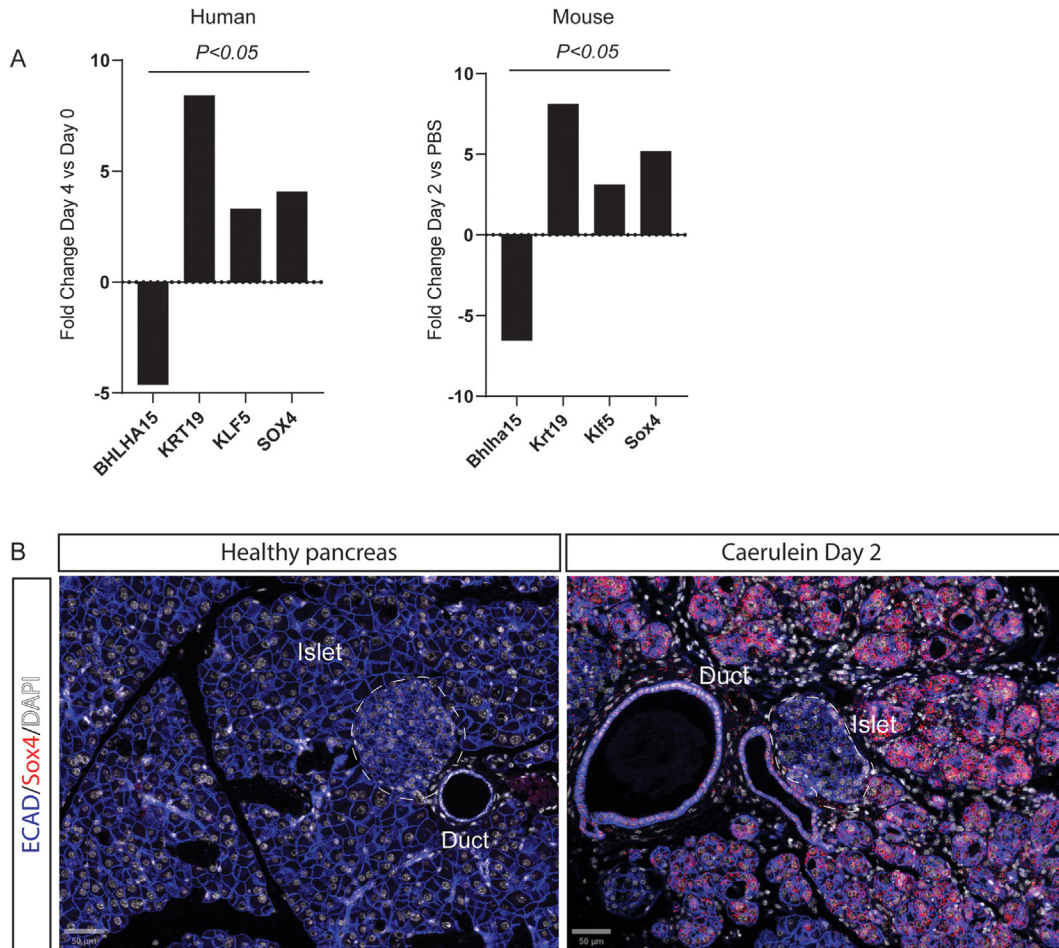 Human
Mouse
A
P<0.05
P<0.05
Fold Change Day 4 vs Day 0
10
5
0
-5
BHLHA15
KRT19
KLF5
SOX4
Fold Change Day 2 vs PBS
10
5
0
-5
-10
Bhlha15
Krt19
Klf5
Sox4
B
Healthy pancreas
Caerulein Day 2
ECAD/Sox4/DAPI
Islet
Duct
50 µm
Duct
Islet
50 µm